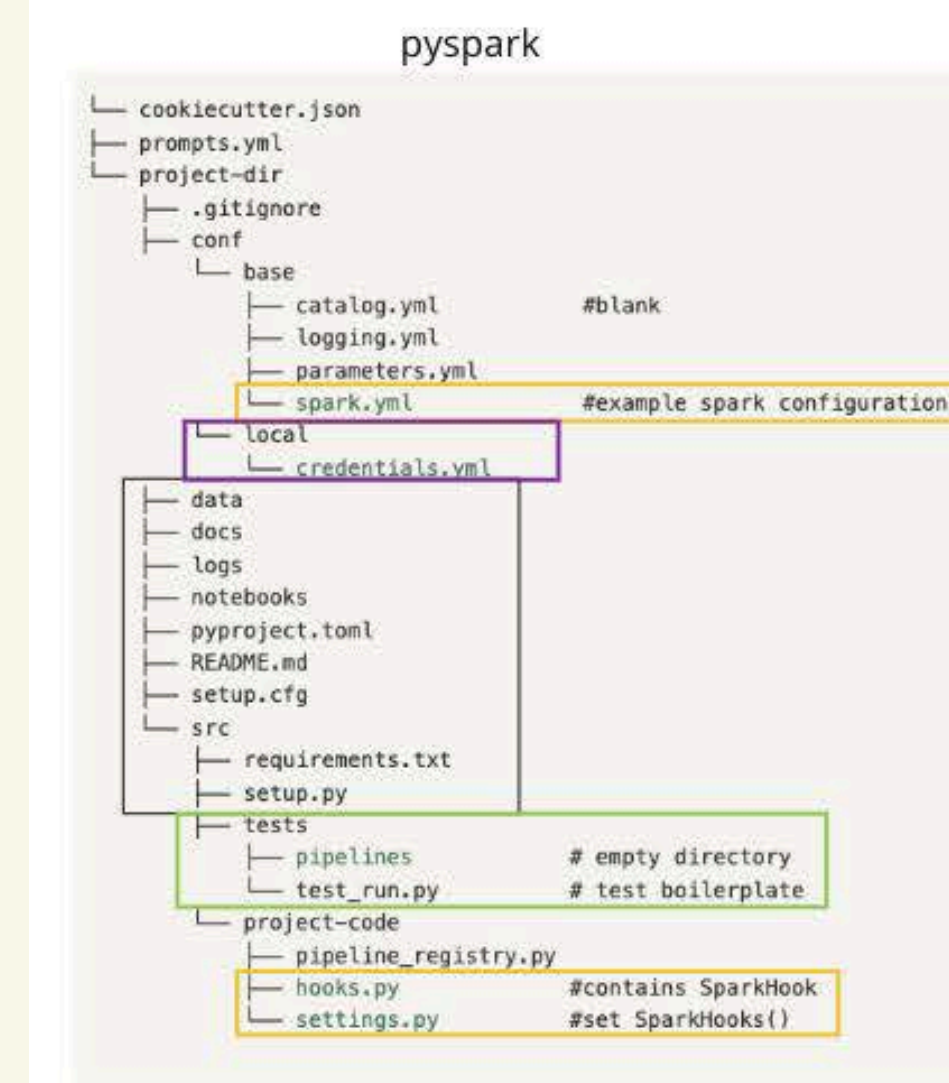 pyspark
└── cookiecutter.json
├── prompts.yml
└── project-dir
    ├── .gitignore
    ├── conf
        └── base
            ├── catalog.yml          #blank
            ├── logging.yml
            ├── parameters.yml
            └── spark.yml            #example spark configuration
        └── local
            └── credentials.yml
    ├── data
    ├── docs
    ├── logs
    ├── notebooks
    ├── pyproject.toml
    ├── README.md
    ├── setup.cfg
    └── src
        ├── requirements.txt
        ├── setup.py
        ├── tests
            ├── pipelines           # empty directory
            └── test_run.py         # test boilerplate
        └── project-code
            ├── pipeline_registry.py
            ├── hooks.py            #contains SparkHook
            └── settings.py         #set SparkHooks()